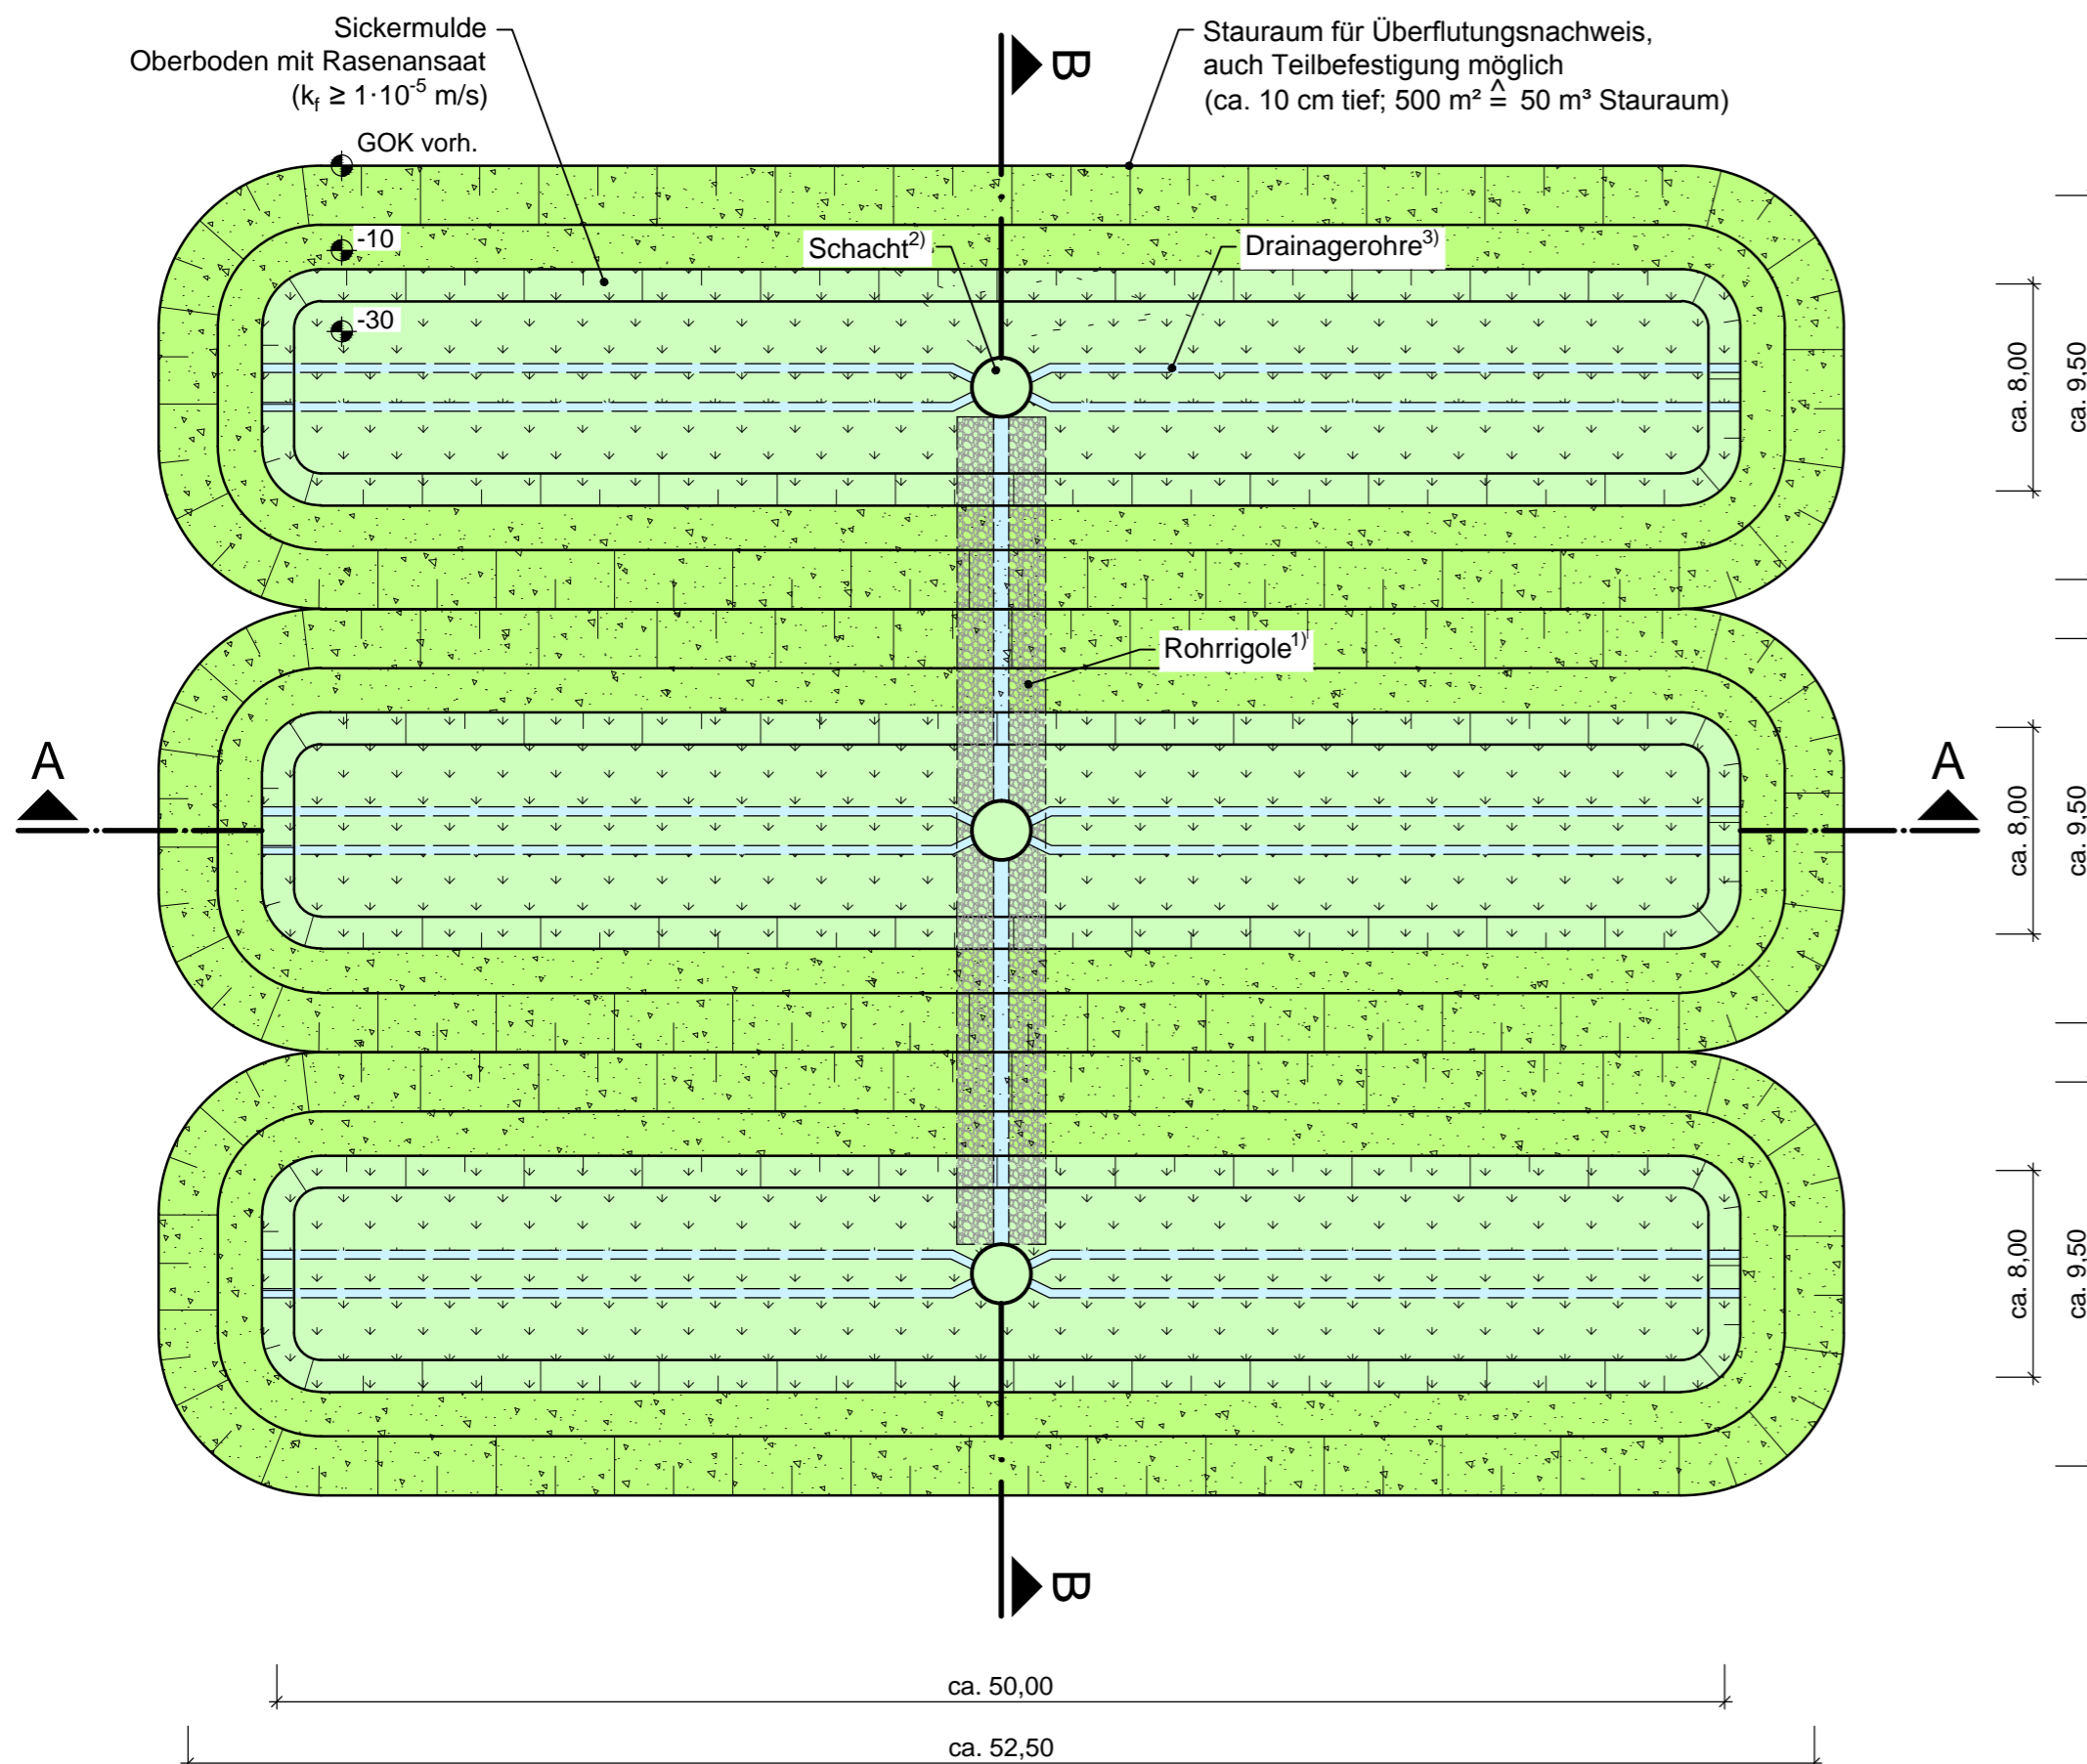 Sickermulde
Oberboden mit Rasenansaat
(kf ≥ 1·10-5 m/s)
GOK vorh.
B
Stauraum für Überflutungsnachweis,
auch Teilbefestigung möglich
(ca. 10 cm tief; 500 m² ≙ 50 m³ Stauraum)
-10
Schacht2)
Drainagerohre3)
-30
ca. 8,00
ca. 9,50
Rohrrigole1)
A
A
ca. 8,00
ca. 9,50
ca. 8,00
ca. 9,50
B
ca. 50,00
ca. 52,50